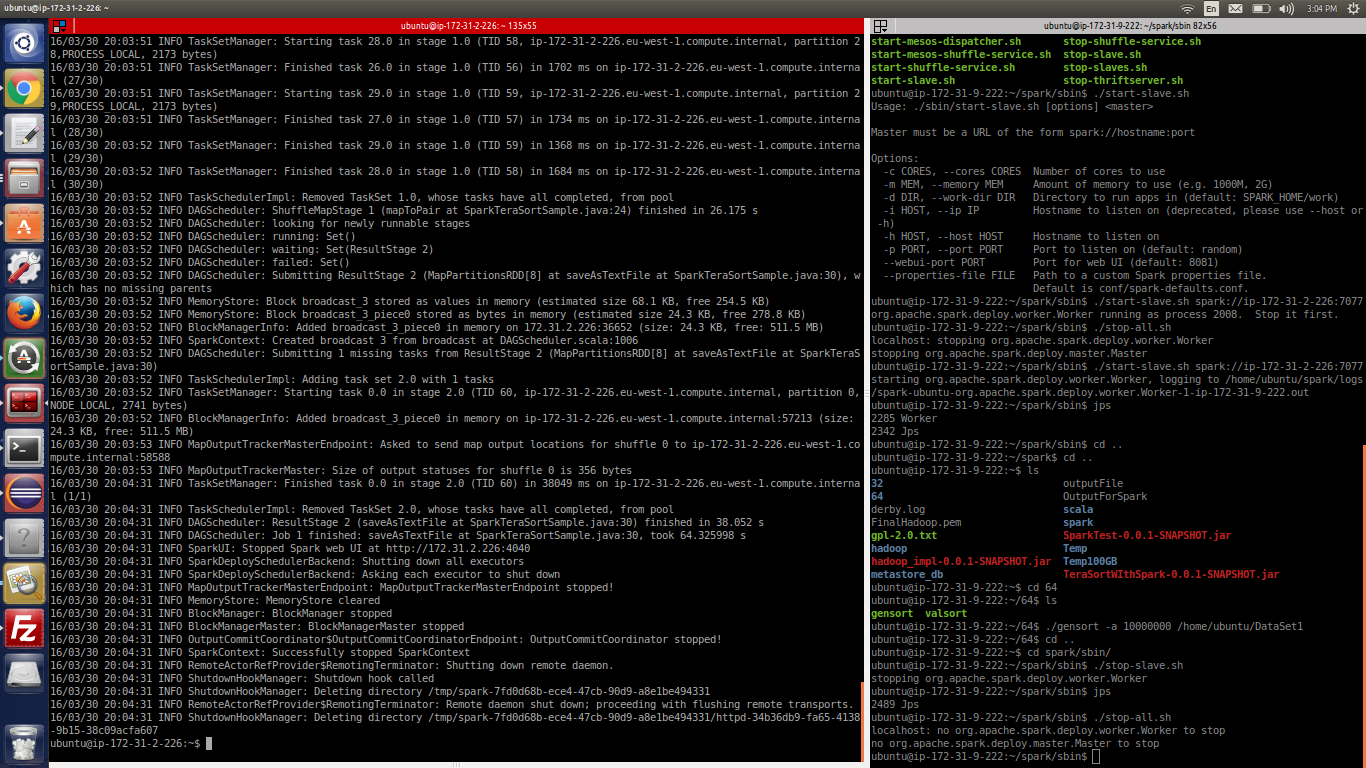 ubuntu@ip-172-31-2-226: ~
En
3:04 PM
ubuntu@ip-172-31-2-226: ~ 135x55
16/03/30 20:03:51 INFO TaskSetManager: Starting task 28.0 in stage 1.0 (TID 58, ip-172-31-2-226.eu-west-1.compute.internal, partition 2
8,PROCESS_LOCAL, 2173 bytes)
16/03/30 20:03:51 INFO TaskSetManager: Finished task 26.0 in stage 1.0 (TID 56) in 1702 ms on ip-172-31-2-226.eu-west-1.compute.interna
l (27/30)
16/03/30 20:03:51 INFO TaskSetManager: Starting task 29.0 in stage 1.0 (TID 59, ip-172-31-2-226.eu-west-1.compute.internal, partition 2
9,PROCESS_LOCAL, 2173 bytes)
16/03/30 20:03:51 INFO TaskSetManager: Finished task 27.0 in stage 1.0 (TID 57) in 1734 ms on ip-172-31-2-226.eu-west-1.compute.interna
l (28/30)
16/03/30 20:03:52 INFO TaskSetManager: Finished task 29.0 in stage 1.0 (TID 59) in 1368 ms on ip-172-31-2-226.eu-west-1.compute.interna
l (29/30)
16/03/30 20:03:52 INFO TaskSetManager: Finished task 28.0 in stage 1.0 (TID 58) in 1684 ms on ip-172-31-2-226.eu-west-1.compute.interna
l (30/30)
16/03/30 20:03:52 INFO TaskSchedulerImpl: Removed TaskSet 1.0, whose tasks have all completed, from pool
16/03/30 20:03:52 INFO DAGScheduler: ShuffleMapStage 1 (mapToPair at SparkTeraSortSample.java:24) finished in 26.175 s
16/03/30 20:03:52 INFO DAGScheduler: looking for newly runnable stages
16/03/30 20:03:52 INFO DAGScheduler: running: Set()
16/03/30 20:03:52 INFO DAGScheduler: waiting: Set(ResultStage 2)
16/03/30 20:03:52 INFO DAGScheduler: failed: Set()
16/03/30 20:03:52 INFO DAGScheduler: Submitting ResultStage 2 (MapPartitionsRDD[8] at saveAsTextFile at SparkTeraSortSample.java:30), w
hich has no missing parents
16/03/30 20:03:52 INFO MemoryStore: Block broadcast_3 stored as values in memory (estimated size 68.1 KB, free 254.5 KB)
16/03/30 20:03:52 INFO MemoryStore: Block broadcast_3_piece0 stored as bytes in memory (estimated size 24.3 KB, free 278.8 KB)
16/03/30 20:03:52 INFO BlockManagerInfo: Added broadcast_3_piece0 in memory on 172.31.2.226:36652 (size: 24.3 KB, free: 511.5 MB)
16/03/30 20:03:52 INFO SparkContext: Created broadcast 3 from broadcast at DAGScheduler.scala:1006
16/03/30 20:03:52 INFO DAGScheduler: Submitting 1 missing tasks from ResultStage 2 (MapPartitionsRDD[8] at saveAsTextFile at SparkTeraS
ortSample.java:30)
16/03/30 20:03:52 INFO TaskSchedulerImpl: Adding task set 2.0 with 1 tasks
16/03/30 20:03:52 INFO TaskSetManager: Starting task 0.0 in stage 2.0 (TID 60, ip-172-31-2-226.eu-west-1.compute.internal, partition 0,
NODE_LOCAL, 2741 bytes)
16/03/30 20:03:52 INFO BlockManagerInfo: Added broadcast_3_piece0 in memory on ip-172-31-2-226.eu-west-1.compute.internal:57213 (size:
24.3 KB, free: 511.5 MB)
16/03/30 20:03:53 INFO MapOutputTrackerMasterEndpoint: Asked to send map output locations for shuffle 0 to ip-172-31-2-226.eu-west-1.co
mpute.internal:58588
16/03/30 20:03:53 INFO MapOutputTrackerMaster: Size of output statuses for shuffle 0 is 356 bytes
16/03/30 20:04:31 INFO TaskSetManager: Finished task 0.0 in stage 2.0 (TID 60) in 38049 ms on ip-172-31-2-226.eu-west-1.compute.interna
l (1/1)
16/03/30 20:04:31 INFO TaskSchedulerImpl: Removed TaskSet 2.0, whose tasks have all completed, from pool
16/03/30 20:04:31 INFO DAGScheduler: ResultStage 2 (saveAsTextFile at SparkTeraSortSample.java:30) finished in 38.052 s
16/03/30 20:04:31 INFO DAGScheduler: Job 1 finished: saveAsTextFile at SparkTeraSortSample.java:30, took 64.325998 s
16/03/30 20:04:31 INFO SparkUI: Stopped Spark web UI at http://172.31.2.226:4040
16/03/30 20:04:31 INFO SparkDeploySchedulerBackend: Shutting down all executors
16/03/30 20:04:31 INFO SparkDeploySchedulerBackend: Asking each executor to shut down
16/03/30 20:04:31 INFO MapOutputTrackerMasterEndpoint: MapOutputTrackerMasterEndpoint stopped!
16/03/30 20:04:31 INFO MemoryStore: MemoryStore cleared
16/03/30 20:04:31 INFO BlockManager: BlockManager stopped
16/03/30 20:04:31 INFO BlockManagerMaster: BlockManagerMaster stopped
16/03/30 20:04:31 INFO OutputCommitCoordinator$OutputCommitCoordinatorEndpoint: OutputCommitCoordinator stopped!
16/03/30 20:04:31 INFO SparkContext: Successfully stopped SparkContext
16/03/30 20:04:31 INFO RemoteActorRefProvider$RemotingTerminator: Shutting down remote daemon.
16/03/30 20:04:31 INFO ShutdownHookManager: Shutdown hook called
16/03/30 20:04:31 INFO ShutdownHookManager: Deleting directory /tmp/spark-7fd0d68b-ece4-47cb-90d9-a8e1be494331
16/03/30 20:04:31 INFO RemoteActorRefProvider$RemotingTerminator: Remote daemon shut down; proceeding with flushing remote transports.
16/03/30 20:04:31 INFO ShutdownHookManager: Deleting directory /tmp/spark-7fd0d68b-ece4-47cb-90d9-a8e1be494331/httpd-34b36db9-fa65-4138
-9b15-38c09acfa607
ubuntu@ip-172-31-2-226:~$
ubuntu@ip-172-31-9-222: ~/spark/sbin 82x56
start-mesos-dispatcher.sh stop-shuffle-service.sh
start-mesos-shuffle-service.sh stop-slave.sh
start-shuffle-service.sh stop-slaves.sh
start-slave.sh stop-thriftserver.sh
ubuntu@ip-172-31-9-222:~/spark/sbin$ ./start-slave.sh
Usage: ./sbin/start-slave.sh [options] <master>
Master must be a URL of the form spark://hostname:port
Options:
-c CORES, --cores CORES Number of cores to use
-m MEM, --memory MEM Amount of memory to use (e.g. 1000M, 2G)
-d DIR, --work-dir DIR Directory to run apps in (default: SPARK_HOME/work)
-i HOST, --ip IP Hostname to listen on (deprecated, please use --host or
-h)
-h HOST, --host HOST Hostname to listen on
-p PORT, --port PORT Port to listen on (default: random)
--webui-port PORT Port for web UI (default: 8081)
--properties-file FILE Path to a custom Spark properties file.
Default is conf/spark-defaults.conf.
ubuntu@ip-172-31-9-222:~/spark/sbin$ ./start-slave.sh spark://ip-172-31-9-222:7077
org.apache.spark.deploy.worker.Worker running as process 2008. Stop it first.
ubuntu@ip-172-31-9-222:~/spark/sbin$ ./stop-all.sh
localhost: stopping org.apache.spark.deploy.worker.Worker
stopping org.apache.spark.deploy.master.Master
ubuntu@ip-172-31-9-222:~/spark/sbin$ ./start-slave.sh spark://ip-172-31-2-226:7077
starting org.apache.spark.deploy.worker.Worker, logging to /home/ubuntu/spark/logs
/spark-ubuntu-org.apache.spark.deploy.worker.Worker-1-ip-172-31-9-222.out
ubuntu@ip-172-31-9-222:~/spark/sbin$ jps
2285 Worker
2342 Jps
ubuntu@ip-172-31-9-222:~/spark/sbin$ cd ..
ubuntu@ip-172-31-9-222:~/spark$ cd ..
ubuntu@ip-172-31-9-222:~$ ls
32 outputFile
64 OutputForSpark
derby.log scala
FinalHadoop.pem spark
gpl-2.0.txt SparkTest-0.0.1-SNAPSHOT.jar
hadoop Temp
hadoop_impl-0.0.1-SNAPSHOT.jar Temp100GB
metastore_db TeraSortWIthSpark-0.0.1-SNAPSHOT.jar
ubuntu@ip-172-31-9-222:~$ cd 64
ubuntu@ip-172-31-9-222:~/64$ ls
gensort valsort
ubuntu@ip-172-31-9-222:~/64$ ./gensort -a 10000000 /home/ubuntu/DataSet1
ubuntu@ip-172-31-9-222:~/64$ cd ..
ubuntu@ip-172-31-9-222:~$ cd spark/sbin/
ubuntu@ip-172-31-9-222:~/spark/sbin$ ./stop-slave.sh
stopping org.apache.spark.deploy.worker.Worker
ubuntu@ip-172-31-9-222:~/spark/sbin$ jps
2489 Jps
ubuntu@ip-172-31-9-222:~/spark/sbin$ ./stop-all.sh
localhost: no org.apache.spark.deploy.worker.Worker to stop
no org.apache.spark.deploy.master.Master to stop
ubuntu@ip-172-31-9-222:~/spark/sbin$